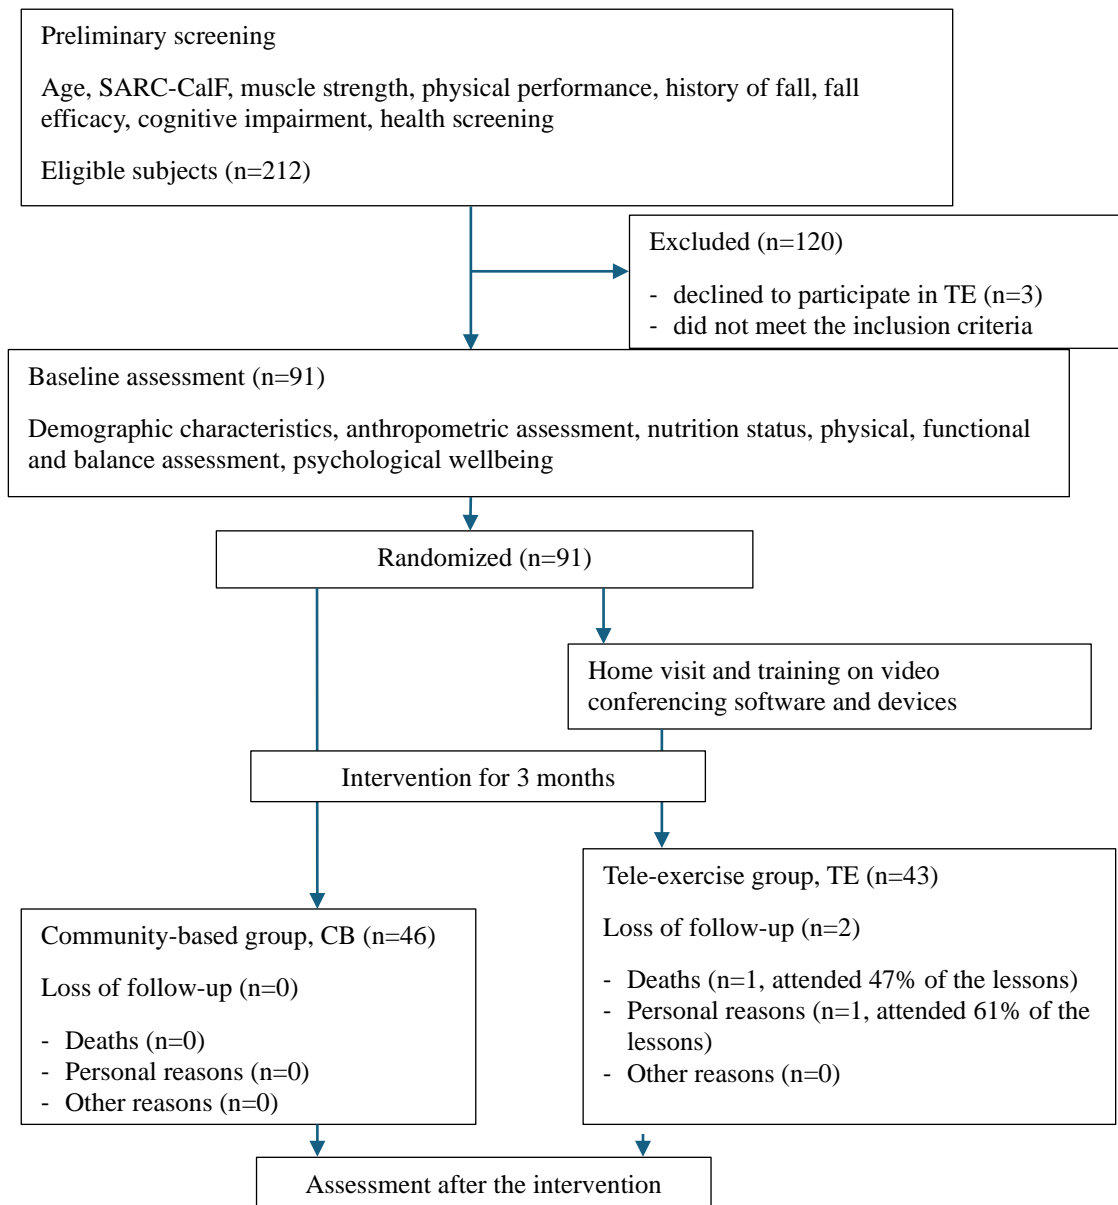 Preliminary screening
Age, SARC-CalF, muscle strength, physical performance, history of fall, fall
efficacy, cognitive impairment, health screening
Eligible subjects (n=212)
Excluded (n=120)
- declined to participate in TE (n=3)
- did not meet the inclusion criteria
Baseline assessment (n=91)
Demographic characteristics, anthropometric assessment, nutrition status, physical, functional
and balance assessment, psychological wellbeing
Randomized (n=91)
Home visit and training on video
conferencing software and devices
Intervention for 3 months
Community-based group, CB (n=46)
Loss of follow-up (n=0)
- Deaths (n=0)
- Personal reasons (n=0)
- Other reasons (n=0)
Tele-exercise group, TE (n=43)
Loss of follow-up (n=2)
- Deaths (n=1, attended 47% of the lessons)
- Personal reasons (n=1, attended 61% of the
lessons)
- Other reasons (n=0)
Assessment after the intervention